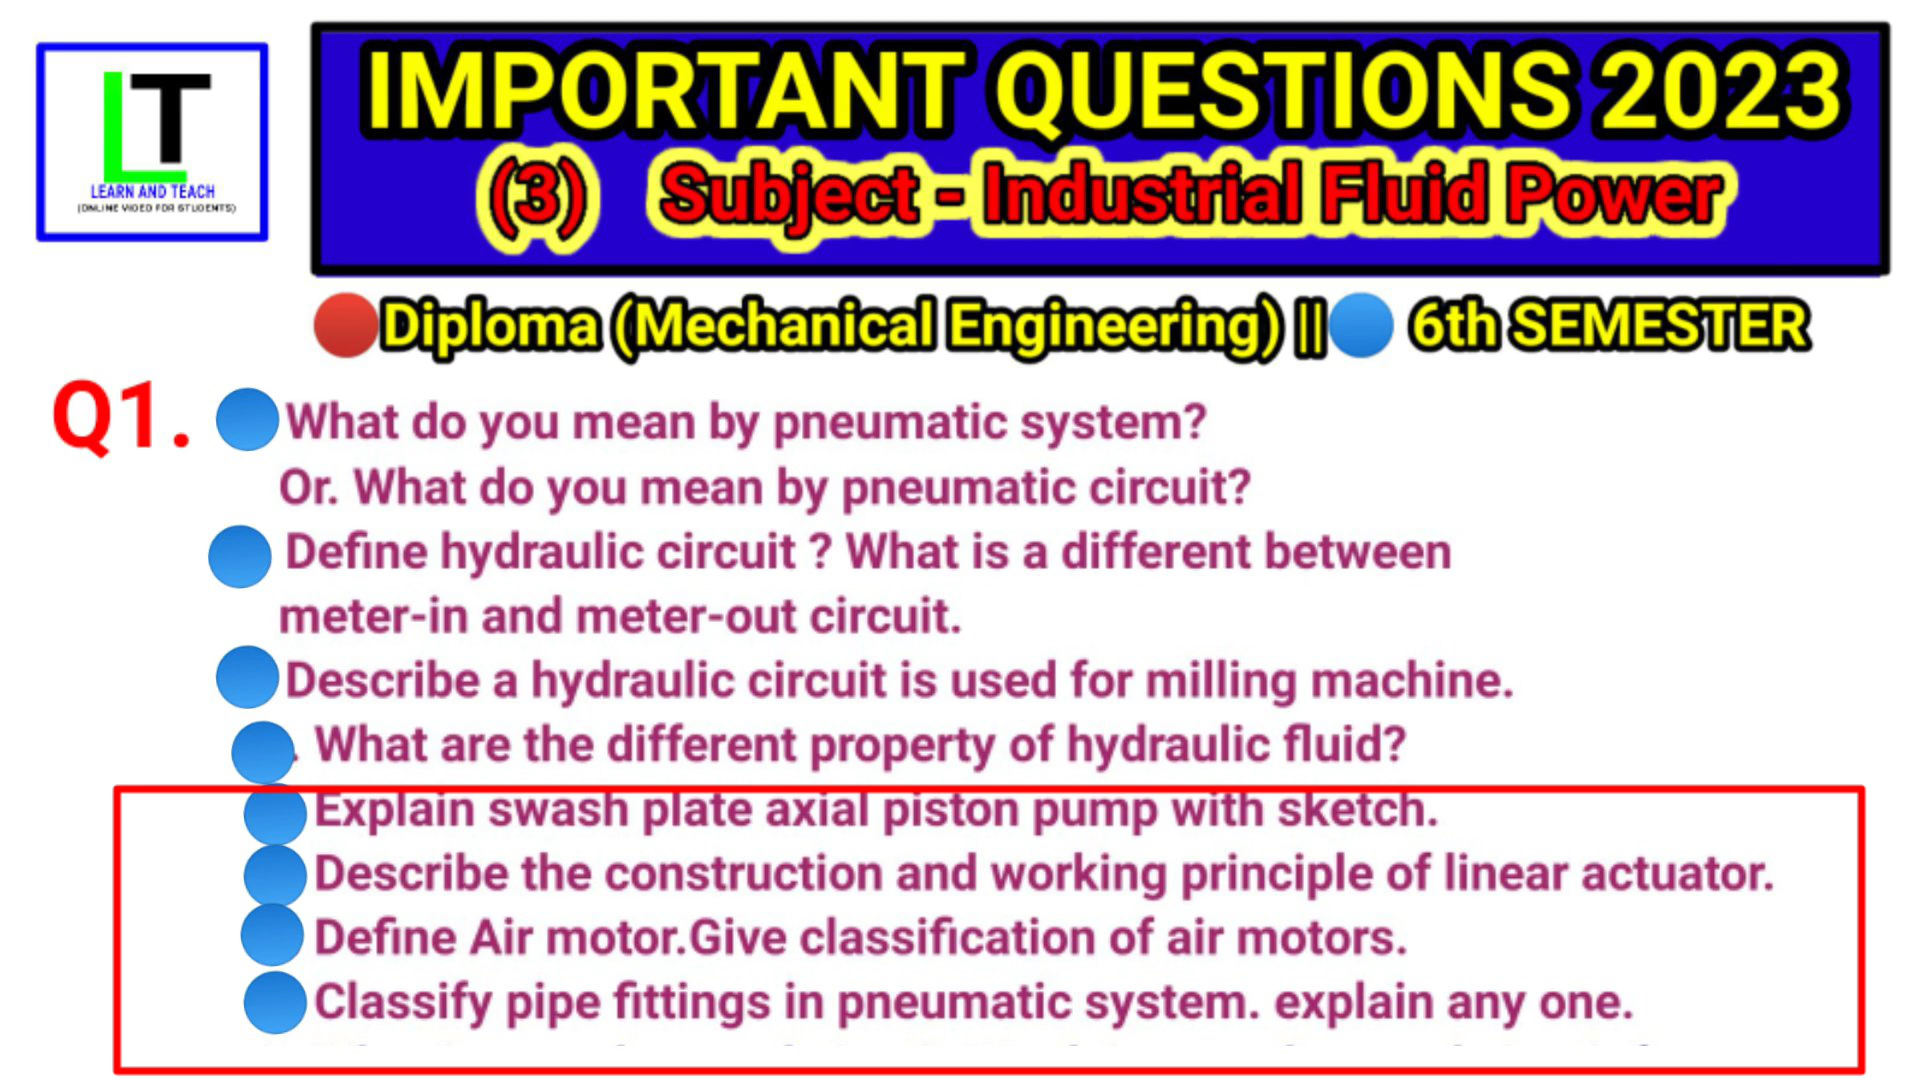 LT
LEARN AND TEACH
(ONLINE VIDEO FOR STUDENTS)
IMPORTANT QUESTIONS 2023
(3) Subject - Industrial Fluid Power
Diploma (Mechanical Engineering) || 6th SEMESTER
Q1. What do you mean by pneumatic system?
Or. What do you mean by pneumatic circuit?
Define hydraulic circuit ? What is a different between
meter-in and meter-out circuit.
Describe a hydraulic circuit is used for milling machine.
. What are the different property of hydraulic fluid?
Explain swash plate axial piston pump with sketch.
Describe the construction and working principle of linear actuator.
Define Air motor.Give classification of air motors.
Classify pipe fittings in pneumatic system. explain any one.